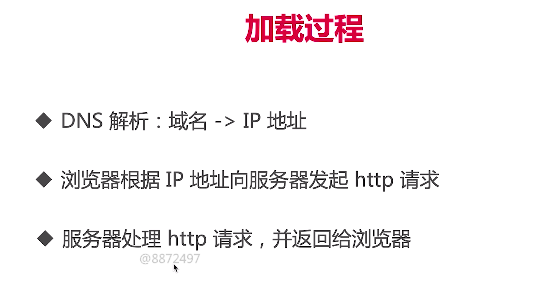 加载过程
◆ DNS 解析：域名 -> IP 地址
◆ 浏览器根据 IP 地址向服务器发起 http 请求
◆ 服务器处理 http 请求，并返回给浏览器
@8872497